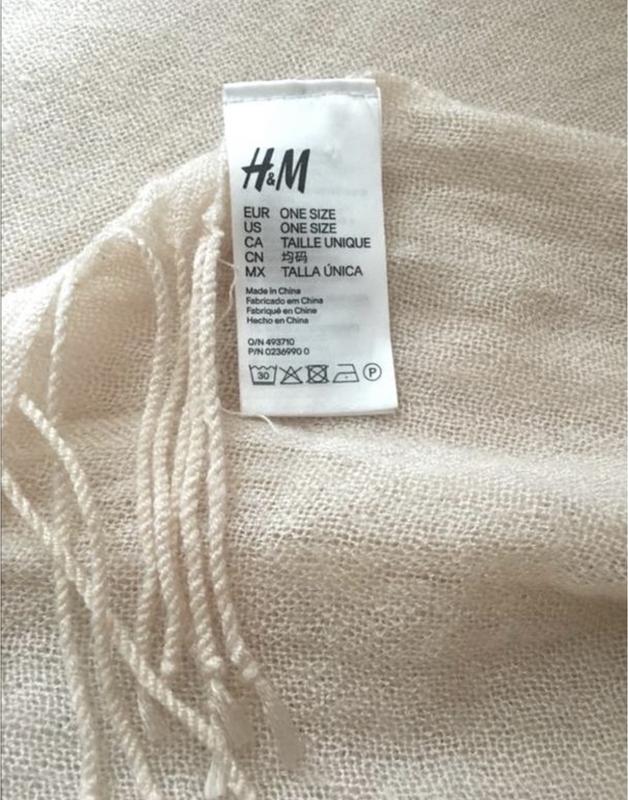 H&M
EUR ONE SIZE
US ONE SIZE
CA TAILLE UNIQUE
CN 均码
MX TALLA ÚNICA
Made in China
Fabricado em China
Fabriqué en Chine
Hecho en China
O/N 493710
P/N 0236990 0
30 P